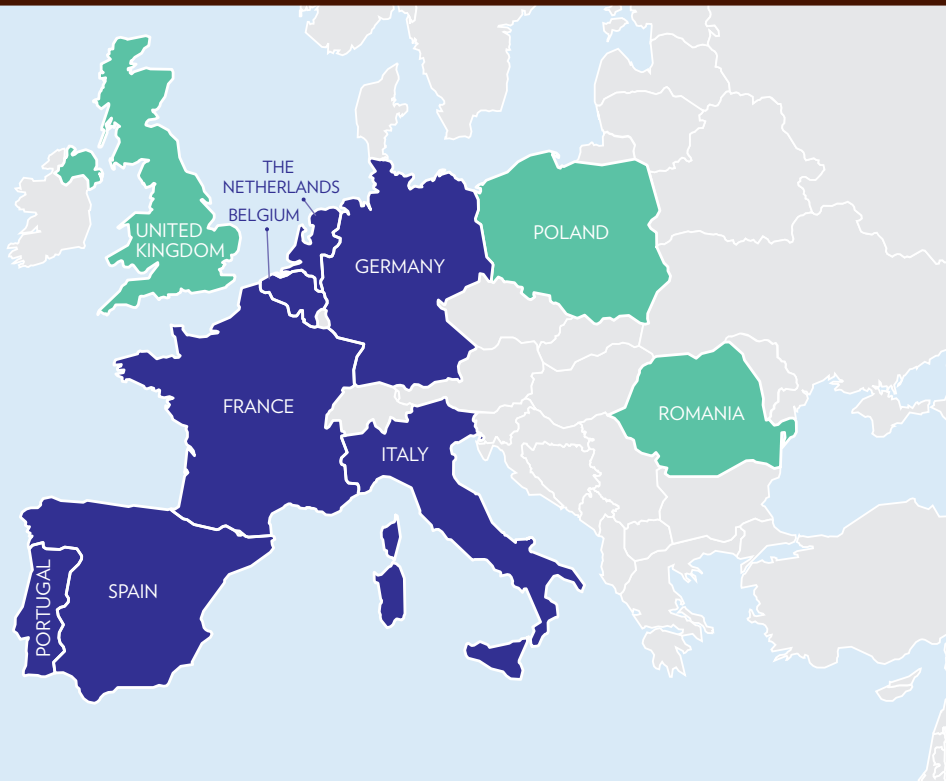 THE
NETHERLANDS
BELGIUM
UNITED
KINGDOM
POLAND
GERMANY
FRANCE
ROMANIA
ITALY
SPAIN
PORTUGAL